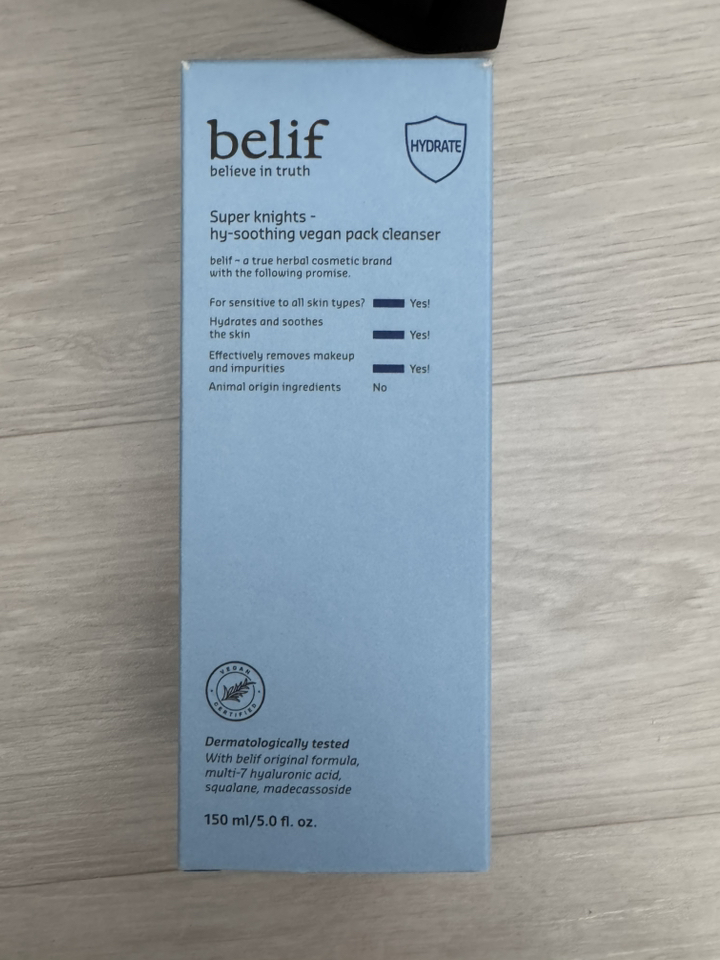 belif
believe in truth
HYDRATE
Super knights -
hy-soothing vegan pack cleanser
belif – a true herbal cosmetic brand
with the following promise.
For sensitive to all skin types? Yes!
Hydrates and soothes
the skin Yes!
Effectively removes makeup
and impurities Yes!
Animal origin ingredients No
VEGAN
CERTIFIED
Dermatologically tested
With belif original formula,
multi-7 hyaluronic acid,
squalane, madecassoside
150 ml/5.0 fl. oz.